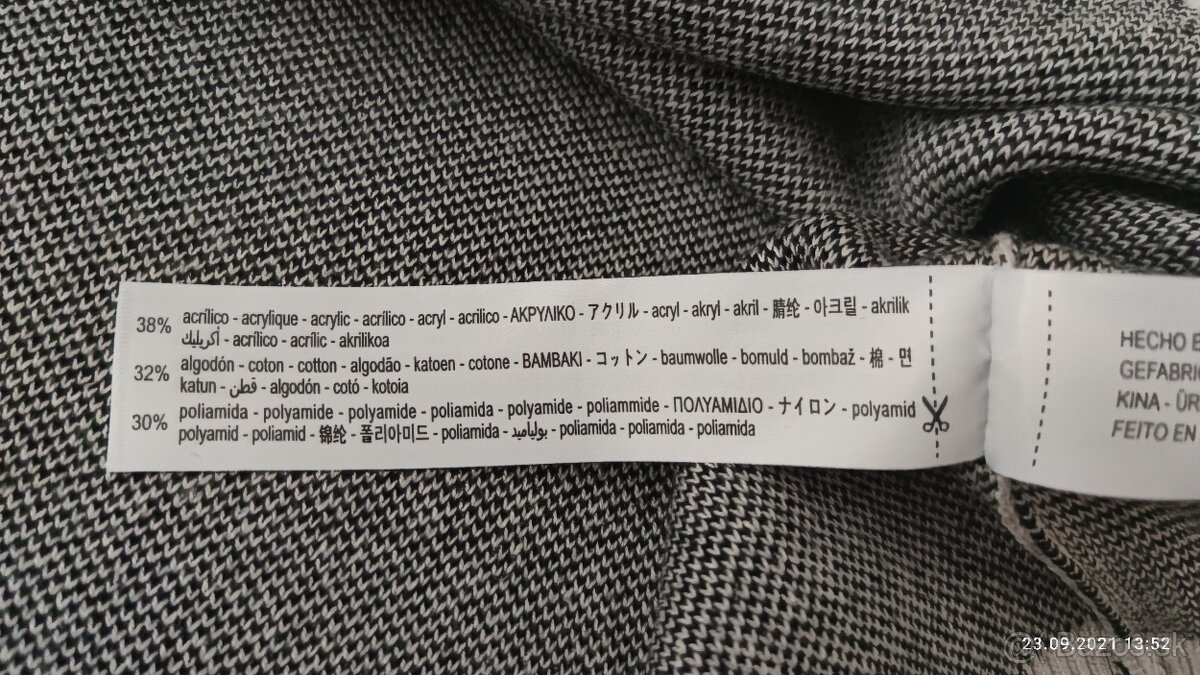 38% acrílico - acrylique - acrylic - acrílico - acryl - acrilico - ΑΚΡΥΛΙΚΟ - アクリル - acryl - akryl - akril - 腈纶 - 아크릴 - akrilik
أكريليك - acrílico - acrílic - akrilikoa
32% algodón - coton - cotton - algodão - katoen - cotone - ΒΑΜΒΑΚΙ - コットン - baumwolle - bomuld - bombaž - 棉 - 면
katun - قطن - algodón - cotó - kotoia
30% poliamida - polyamide - polyamide - poliamida - polyamide - poliammide - ΠΟΛΥΑΜΙΔΙΟ - ナイロン - polyamid
polyamid - poliamid - 锦纶 - 폴리아미드 - poliamida - بولياميد - poliamida - poliamida - poliamida
HECHO E
GEFABRI
KINA - ÜR
FEITO EN
23.09.2021 13:52